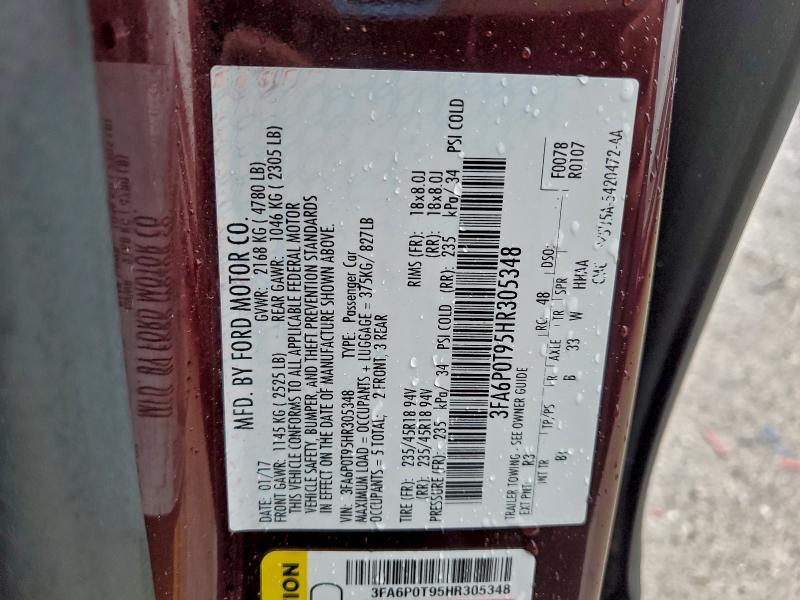 MFD. BY FORD MOTOR CO.
DATE: 01/17 GVWR: 2168 KG ( 4780 LB)
FRONT GAWR: 1145 KG ( 2525 LB) REAR GAWR: 1046 KG ( 2305 LB)
THIS VEHICLE CONFORMS TO ALL APPLICABLE FEDERAL MOTOR
VEHICLE SAFETY, BUMPER, AND THEFT PREVENTION STANDARDS
IN EFFECT ON THE DATE OF MANUFACTURE SHOWN ABOVE.
VIN: 3FA6P0T95HR305348 TYPE: Passenger Car
MAXIMUM LOAD = OCCUPANTS + LUGGAGE = 375KG / 827LB
OCCUPANTS = 5 TOTAL; 2 FRONT, 3 REAR
TIRE (FR): 235/45R18 94V RIMS (FR): 18x8.0J
(RR): 235/45R18 94V (RR): 18x8.0J
PRESSURE (FR): 235 kPa/ 34 PSI COLD (RR): 235 kPa/ 34 PSI COLD
3FA6P0T95HR305348
TRAILER TOWING - SEE OWNER GUIDE
F0078
R0107
EXT PNT: R3 RC: 48 DSO:
INT TR TP/PS R AXLE TR SPR
B 33 W
3FA6P0T95HR305348